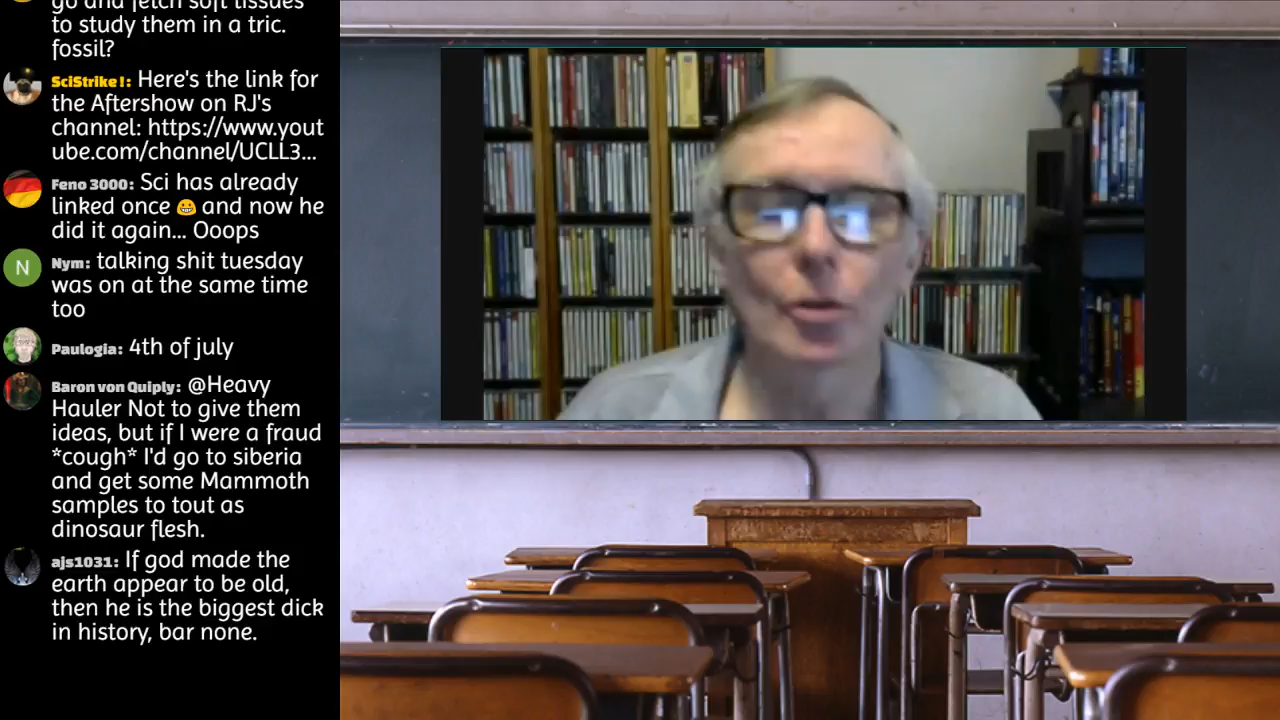 go and fetch soft tissues
to study them in a tric.
fossil?
SciStrike!: Here's the link for
the Aftershow on RJ's
channel: https://www.yout
ube.com/channel/UCLL3...
Feno 3000: Sci has already
linked once 😬 and now he
did it again... Ooops
N
Nym: talking shit tuesday
was on at the same time
too
Paulogia: 4th of july
Baron von Quiply: @Heavy
Hauler Not to give them
ideas, but if I were a fraud
*cough* I'd go to siberia
and get some Mammoth
samples to tout as
dinosaur flesh.
ajs1031: If god made the
earth appear to be old,
then he is the biggest dick
in history, bar none.